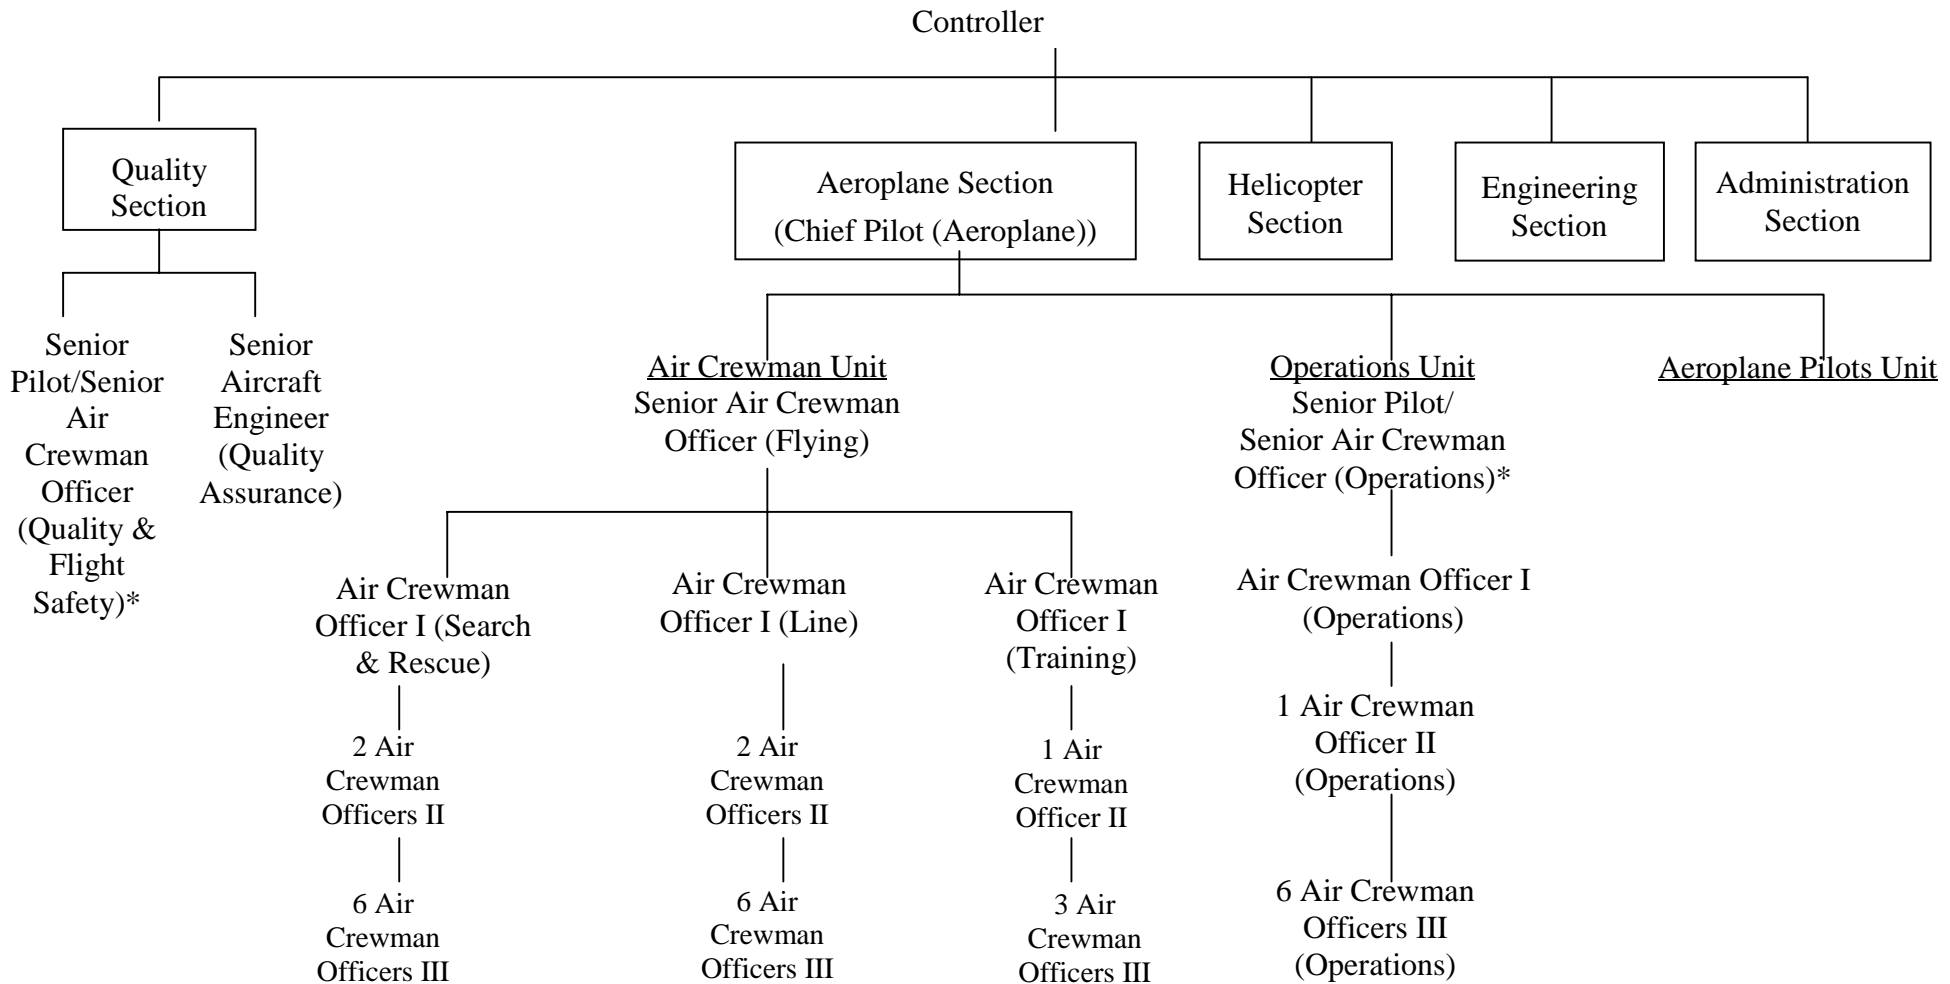 Controller
Quality
Section
Aeroplane Section
(Chief Pilot (Aeroplane))
Helicopter
Section
Engineering
Section
Administration
Section
Senior
Pilot/Senior
Air
Crewman
Officer
(Quality &
Flight
Safety)*
Senior
Aircraft
Engineer
(Quality
Assurance)
Air Crewman Unit
Senior Air Crewman
Officer (Flying)
Operations Unit
Senior Pilot/
Senior Air Crewman
Officer (Operations)*
Aeroplane Pilots Unit
Air Crewman
Officer I (Search
& Rescue)
Air Crewman
Officer I (Line)
Air Crewman
Officer I
(Training)
Air Crewman Officer I
(Operations)
2 Air
Crewman
Officers II
2 Air
Crewman
Officers II
1 Air
Crewman
Officer II
1 Air Crewman
Officer II
(Operations)
6 Air
Crewman
Officers III
6 Air
Crewman
Officers III
3 Air
Crewman
Officers III
6 Air Crewman
Officers III
(Operations)